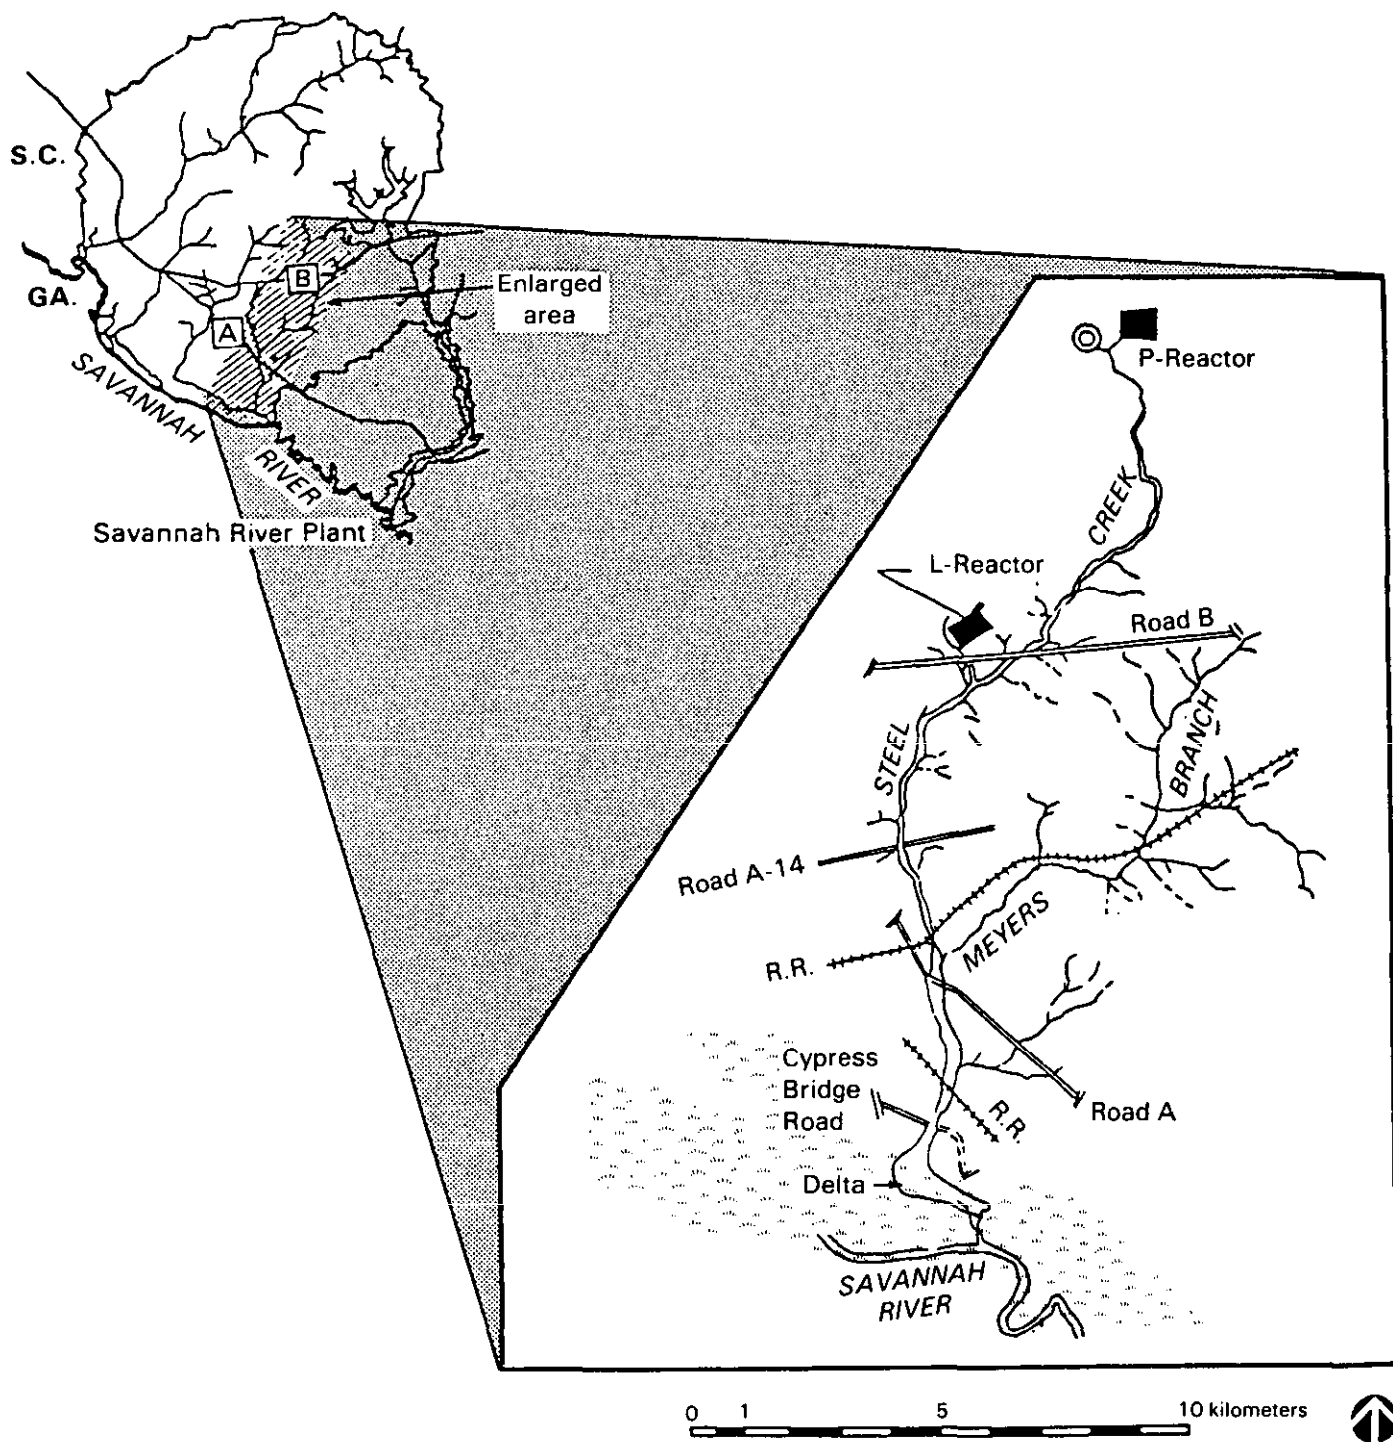 S.C.
GA.
B
A
Enlarged
area
SAVANNAH
RIVER
Savannah River Plant
P-Reactor
CREEK
L-Reactor
Road B
STEEL
BRANCH
Road A-14
MEYERS
R.R.
Cypress
Bridge
Road
R.R.
Road A
Delta
SAVANNAH
RIVER
0 1 5 10 kilometers